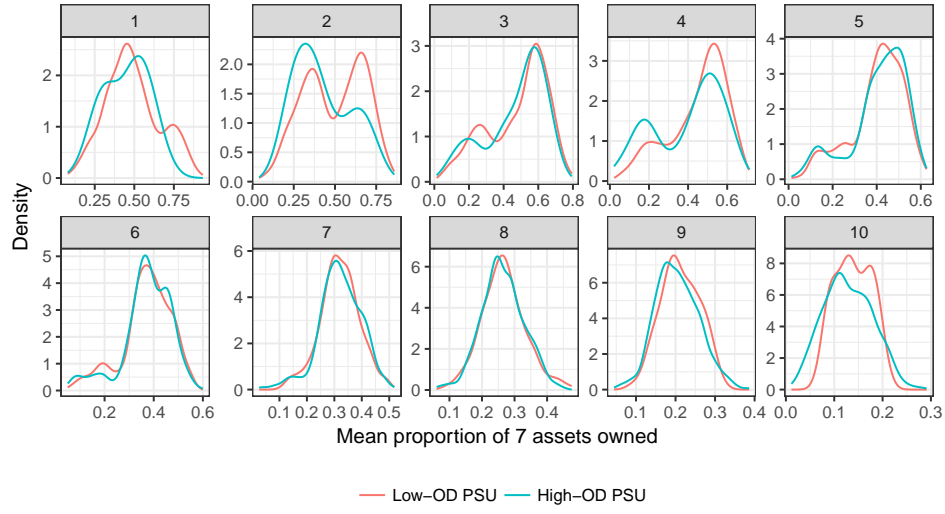 1 2 3 4 5
0 1 2
0.25 0.50 0.75
0.0 0.5 1.0 1.5 2.0
0.00 0.25 0.50 0.75
0 1 2 3
0.0 0.2 0.4 0.6 0.8
0 1 2 3
0.0 0.2 0.4 0.6
0 1 2 3 4
0.0 0.2 0.4 0.6
Density
6 7 8 9 10
0 1 2 3 4 5
0.2 0.4 0.6
0 2 4 6
0.1 0.2 0.3 0.4 0.5
0 2 4 6
0.1 0.2 0.3 0.4
0 2 4 6
0.1 0.2 0.3 0.4
0 2 4 6 8
0.0 0.1 0.2 0.3
Mean proportion of 7 assets owned
Low−OD PSU High−OD PSU